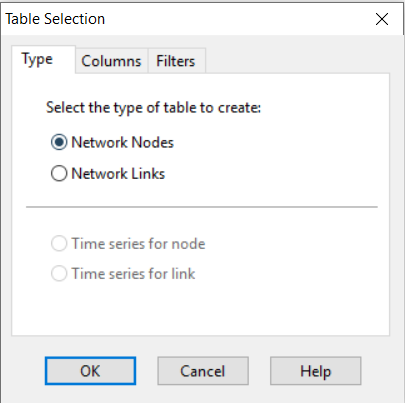 Table Selection
Type Columns Filters
Select the type of table to create:
Network Nodes
Network Links
Time series for node
Time series for link
OK Cancel Help